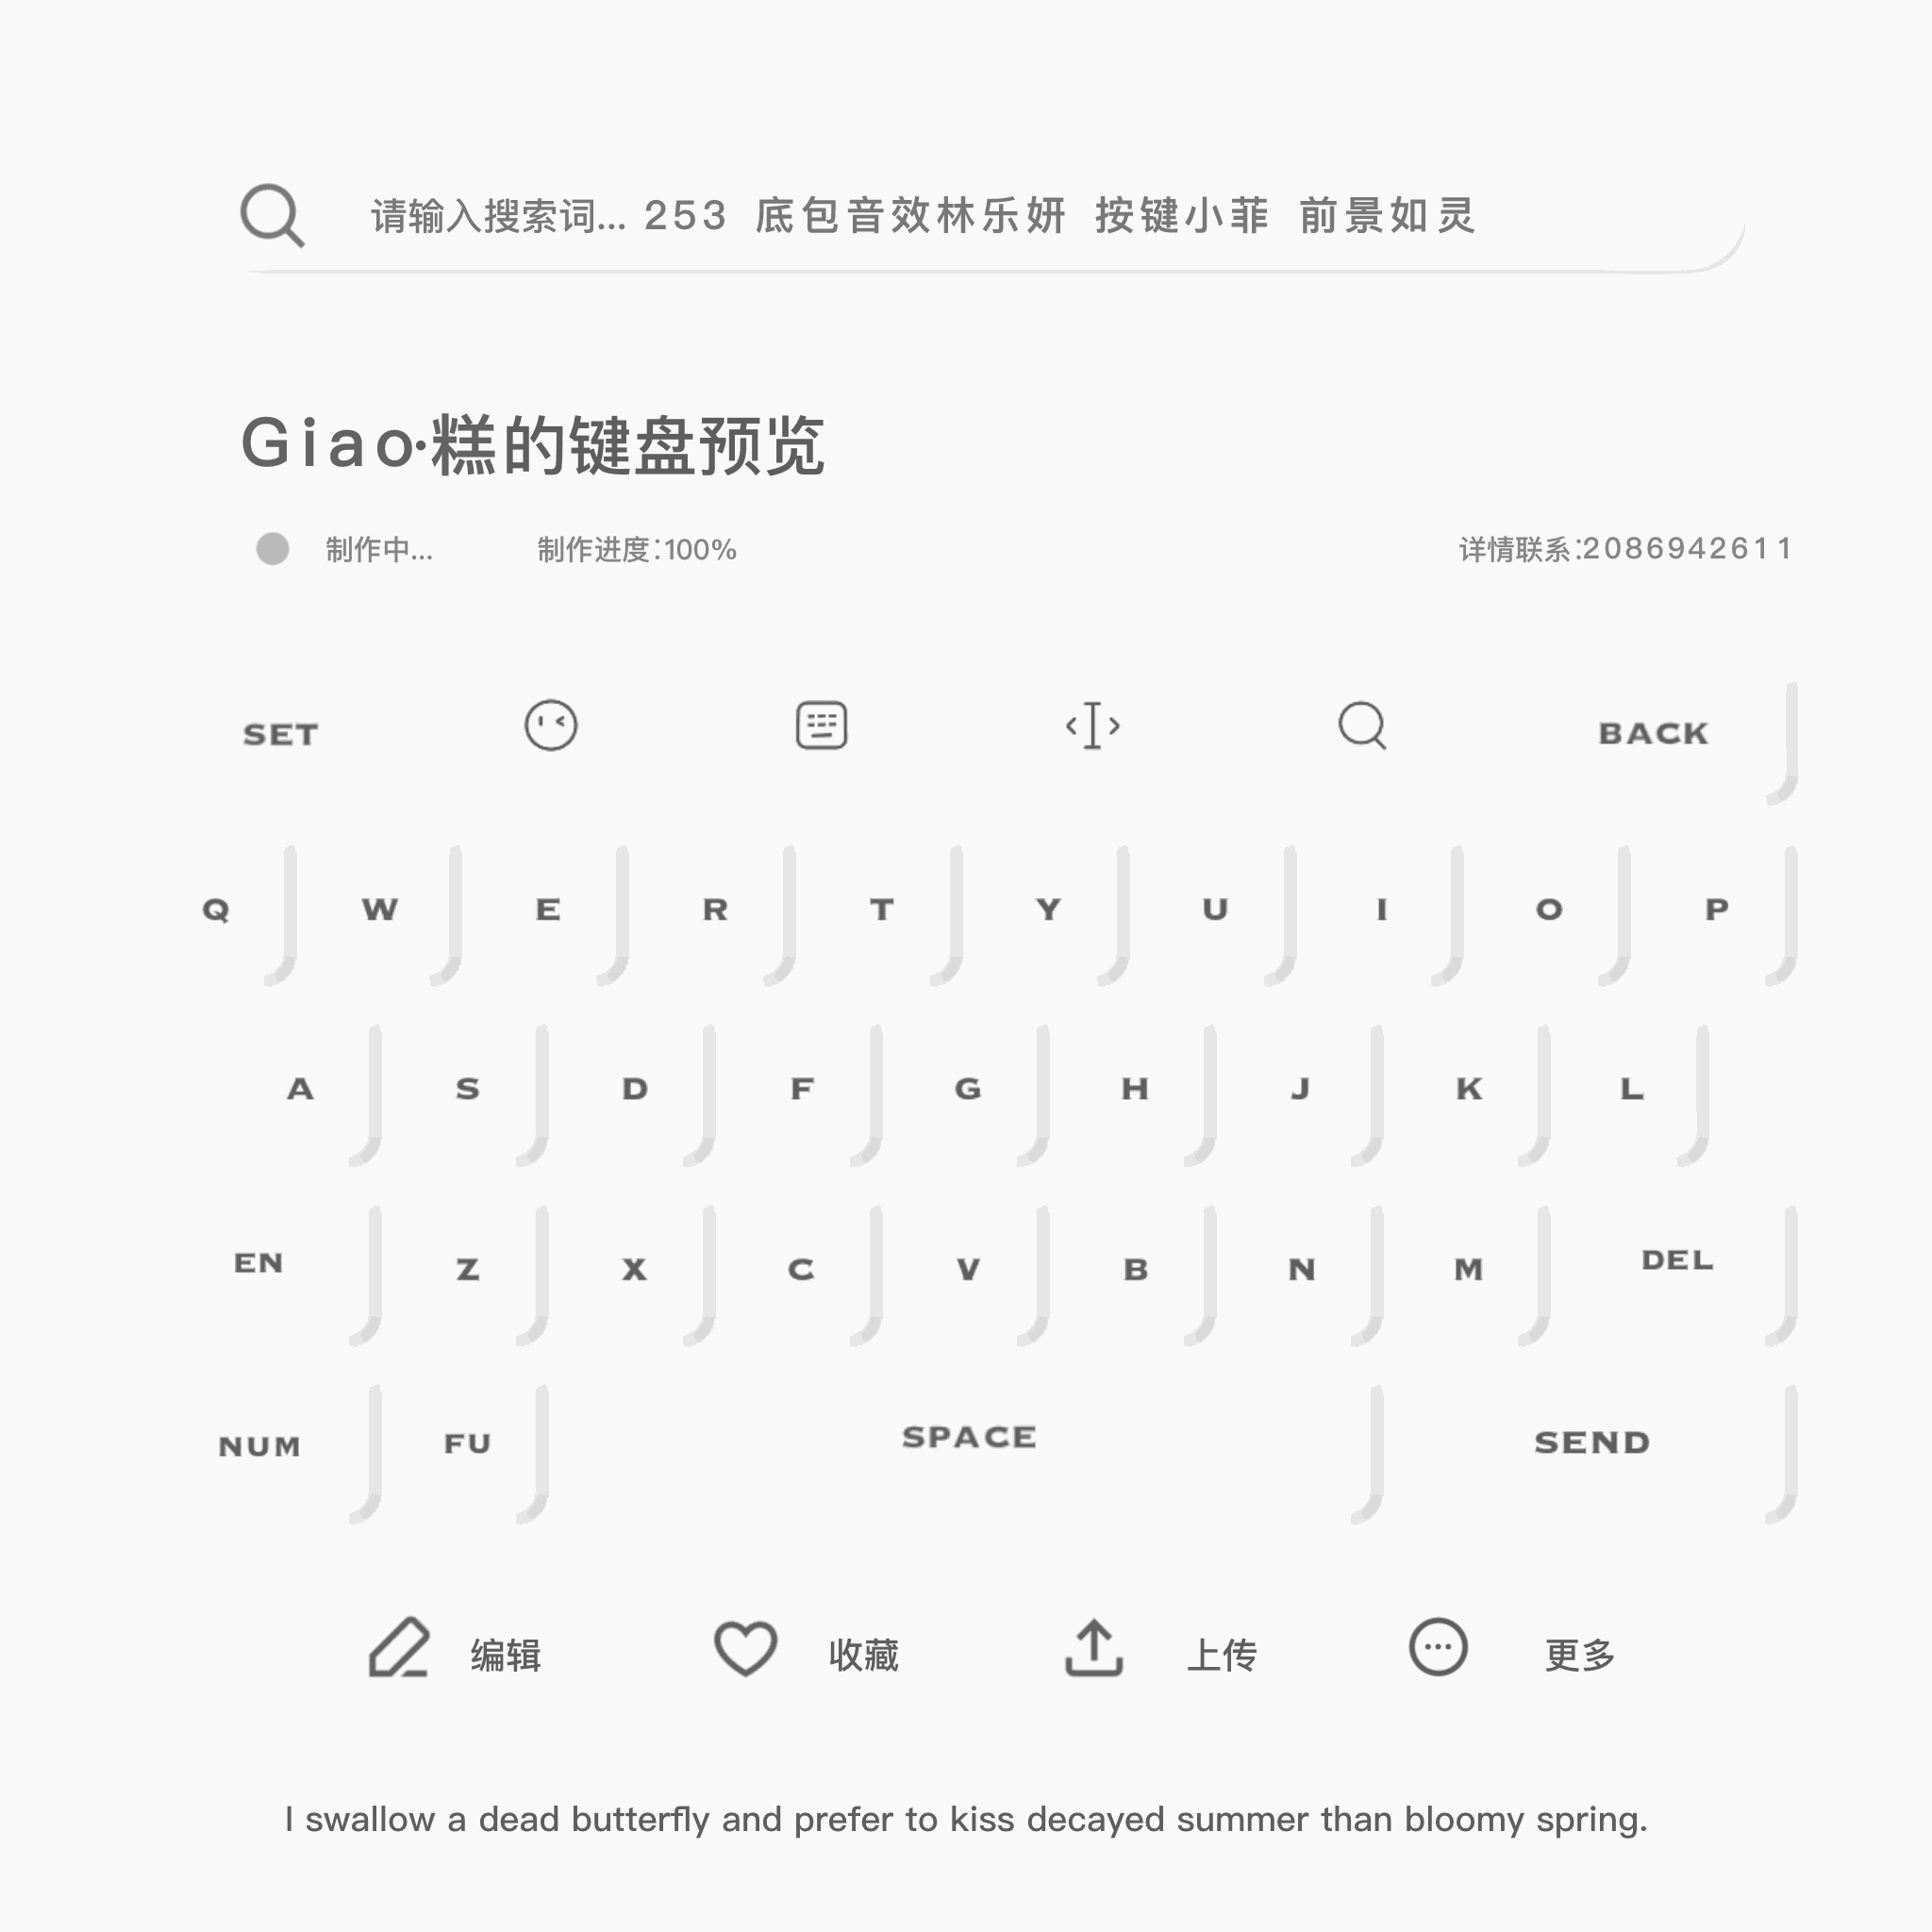 请输入搜索词... 253 底包音效林乐妍 按键小菲 前景如灵
Giao·糕的键盘预览
制作中... 制作进度:100% 详情联系:2086942611
SET BACK
Q W E R T Y U I O P
A S D F G H J K L
EN Z X C V B N M DEL
NUM FU SPACE SEND
编辑 收藏 上传 更多
I swallow a dead butterfly and prefer to kiss decayed summer than bloomy spring.